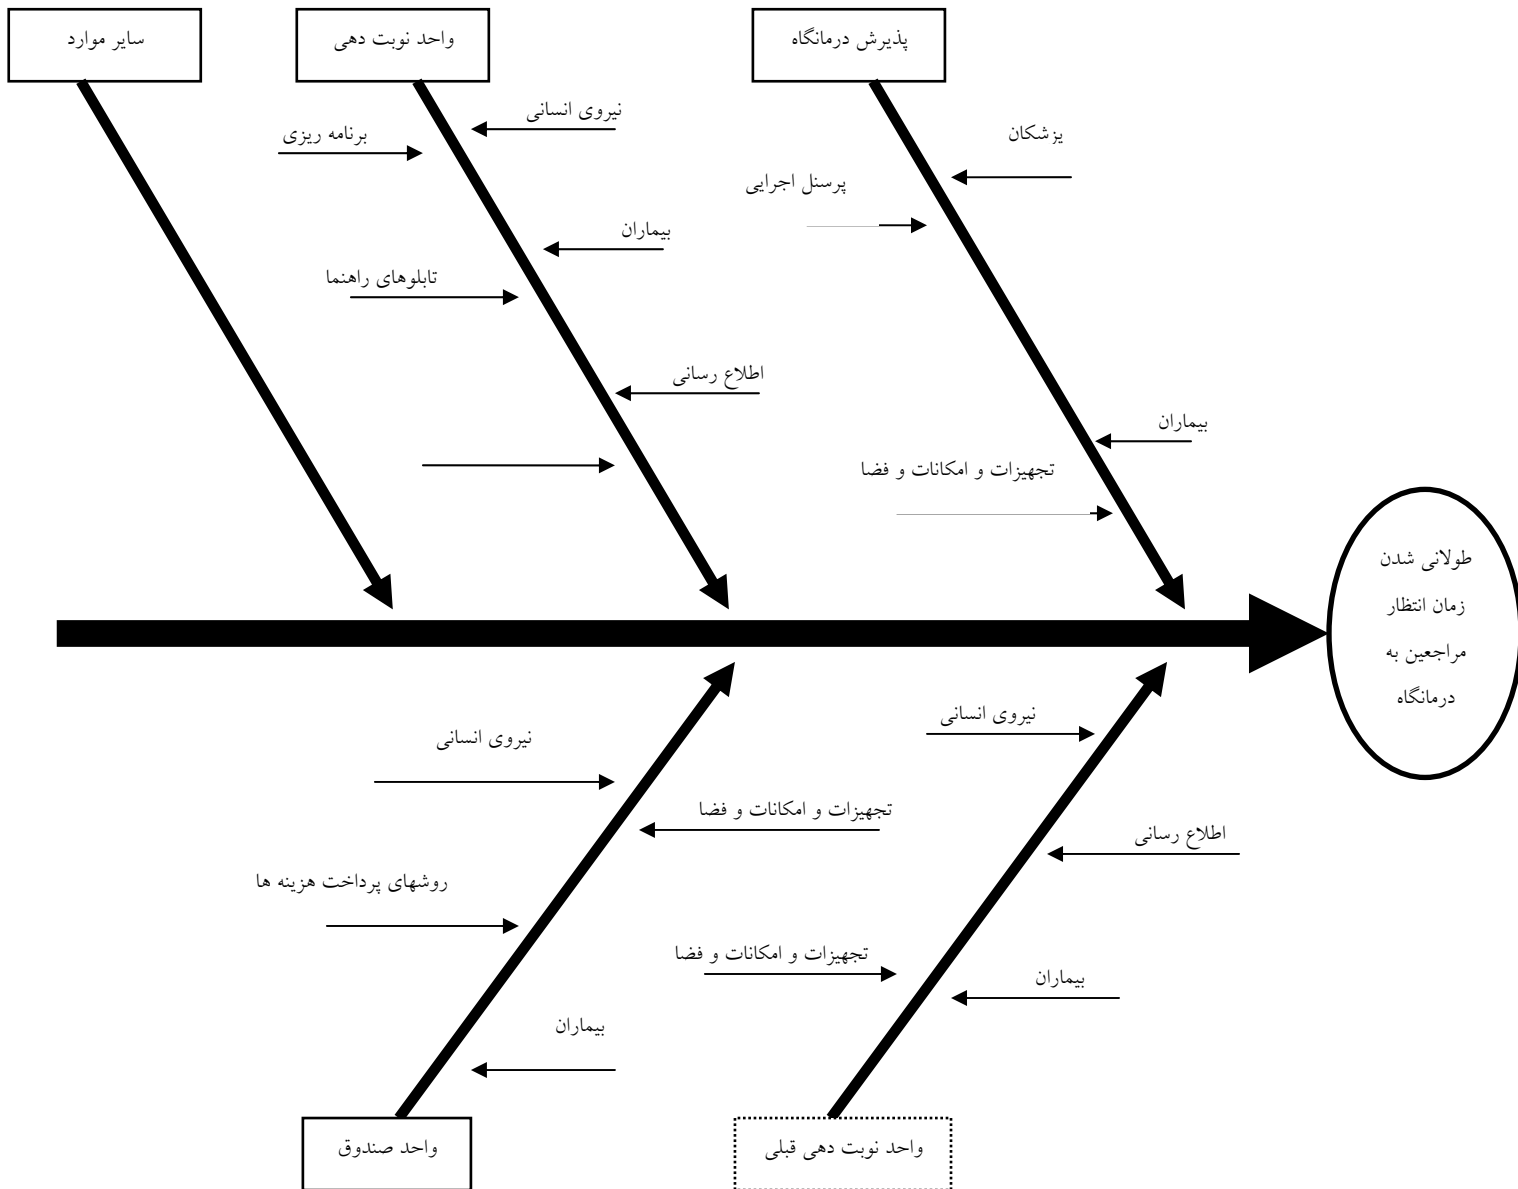 پذیرش درمانگاه
واحد نوبت دهی
سایر موارد
پزشکان
پرسنل اجرایی
بیماران
تجهیزات و امکانات و فضا
نیروی انسانی
برنامه ریزی
بیماران
تابلوهای راهنما
اطلاع رسانی
طولانی شدن
زمان انتظار
مراجعین به
درمانگاه
نیروی انسانی
اطلاع رسانی
تجهیزات و امکانات و فضا
بیماران
نیروی انسانی
تجهیزات و امکانات و فضا
روشهای پرداخت هزینه ها
بیماران
واحد نوبت دهی قبلی
واحد صندوق